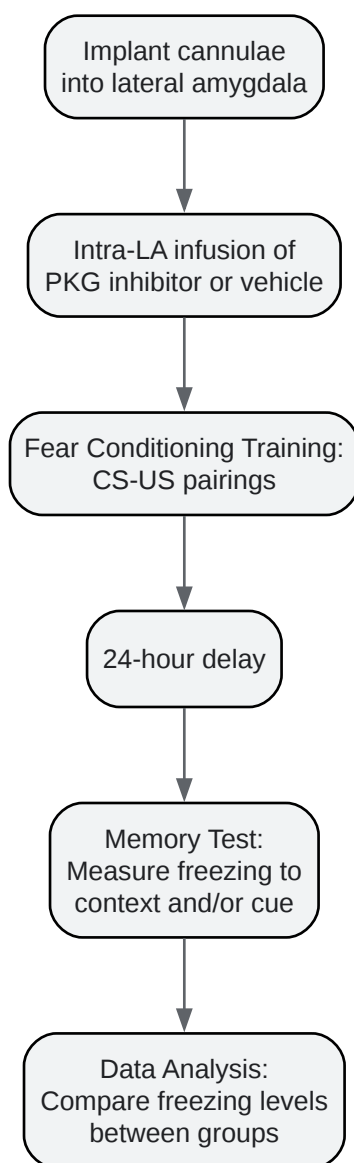 Implant cannulae
into lateral amygdala
Intra-LA infusion of
PKG inhibitor or vehicle
Fear Conditioning Training:
CS-US pairings
24-hour delay
Memory Test:
Measure freezing to
context and/or cue
Data Analysis:
Compare freezing levels
between groups